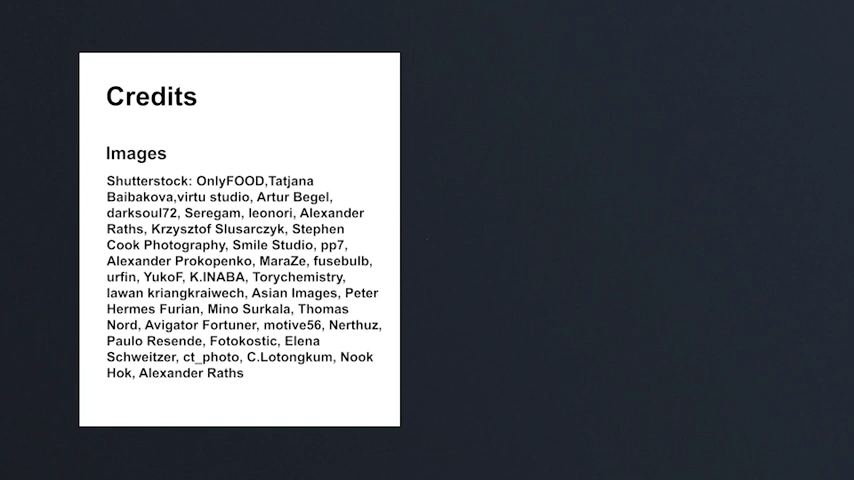 Credits
Images
Shutterstock: OnlyFOOD,Tatjana
Baibakova,virtu studio, Artur Begel,
darksoul72, Seregam, leonori, Alexander
Raths, Krzysztof Slusarczyk, Stephen
Cook Photography, Smile Studio, pp7,
Alexander Prokopenko, MaraZe, fusebulb,
urfin, YukoF, K.INABA, Torychemistry,
lawan kriangkraiwech, Asian Images, Peter
Hermes Furian, Mino Surkala, Thomas
Nord, Avigator Fortuner, motive56, Nerthuz,
Paulo Resende, Fotokostic, Elena
Schweitzer, ct_photo, C.Lotongkum, Nook
Hok, Alexander Raths